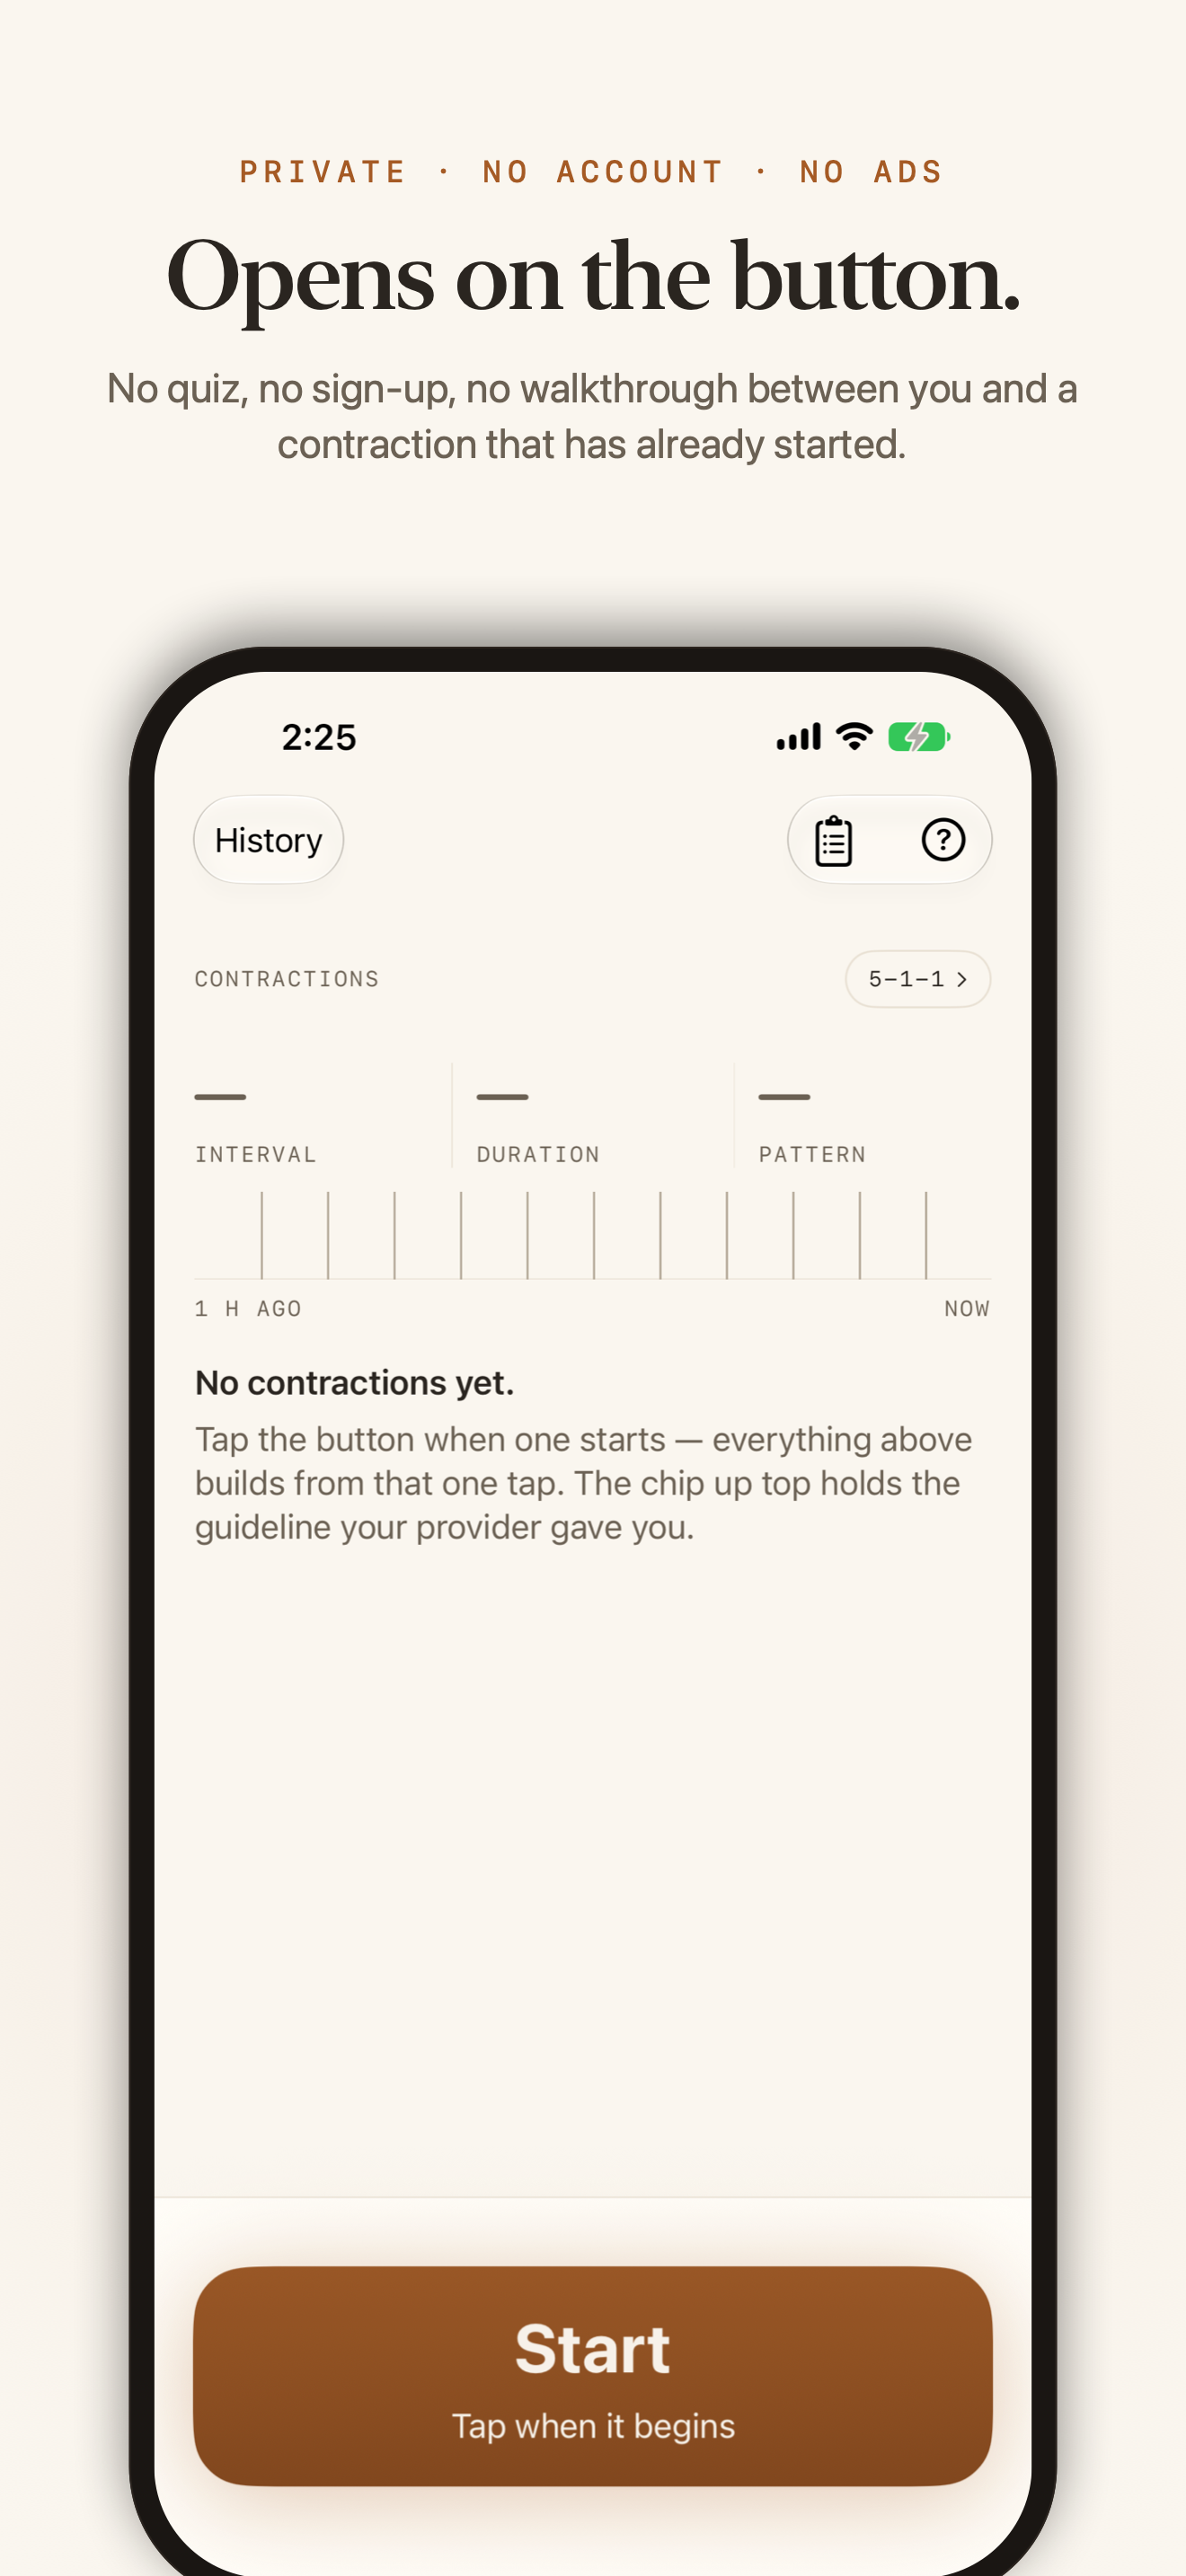 PRIVATE · NO ACCOUNT · NO ADS
Opens on the button.
No quiz, no sign-up, no walkthrough between you and a
contraction that has already started.
2:25
History
CONTRACTIONS
5–1–1 >
INTERVAL
DURATION
PATTERN
1 H AGO
NOW
No contractions yet.
Tap the button when one starts — everything above
builds from that one tap. The chip up top holds the
guideline your provider gave you.
Start
Tap when it begins